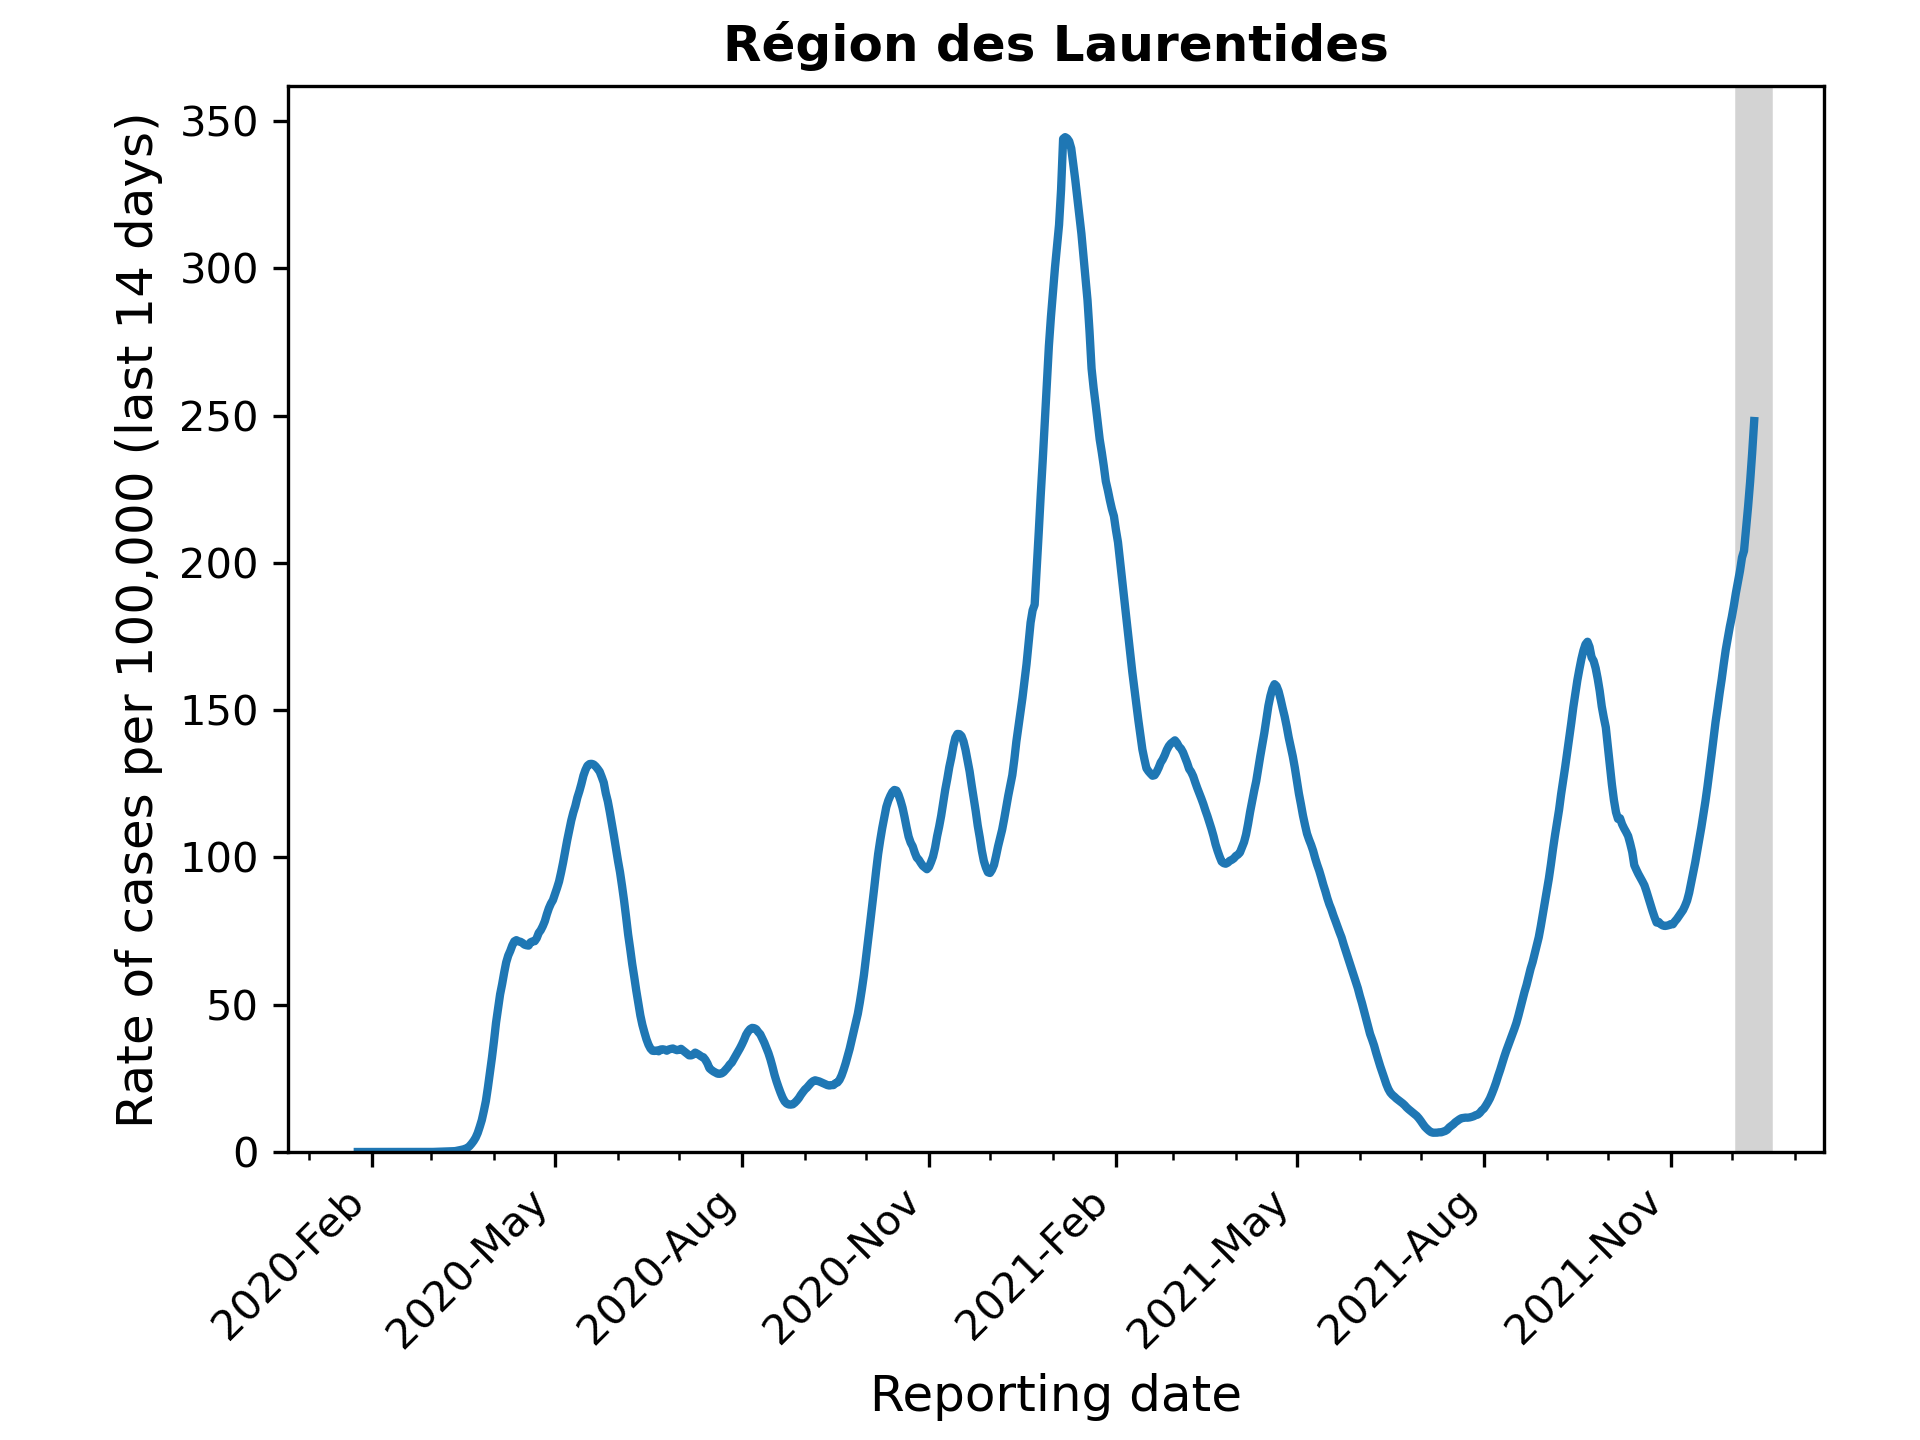 Région des Laurentides
Rate of cases per 100,000 (last 14 days)
350
300
250
200
150
100
50
0
2020-Feb
2020-May
2020-Aug
2020-Nov
2021-Feb
2021-May
2021-Aug
2021-Nov
Reporting date